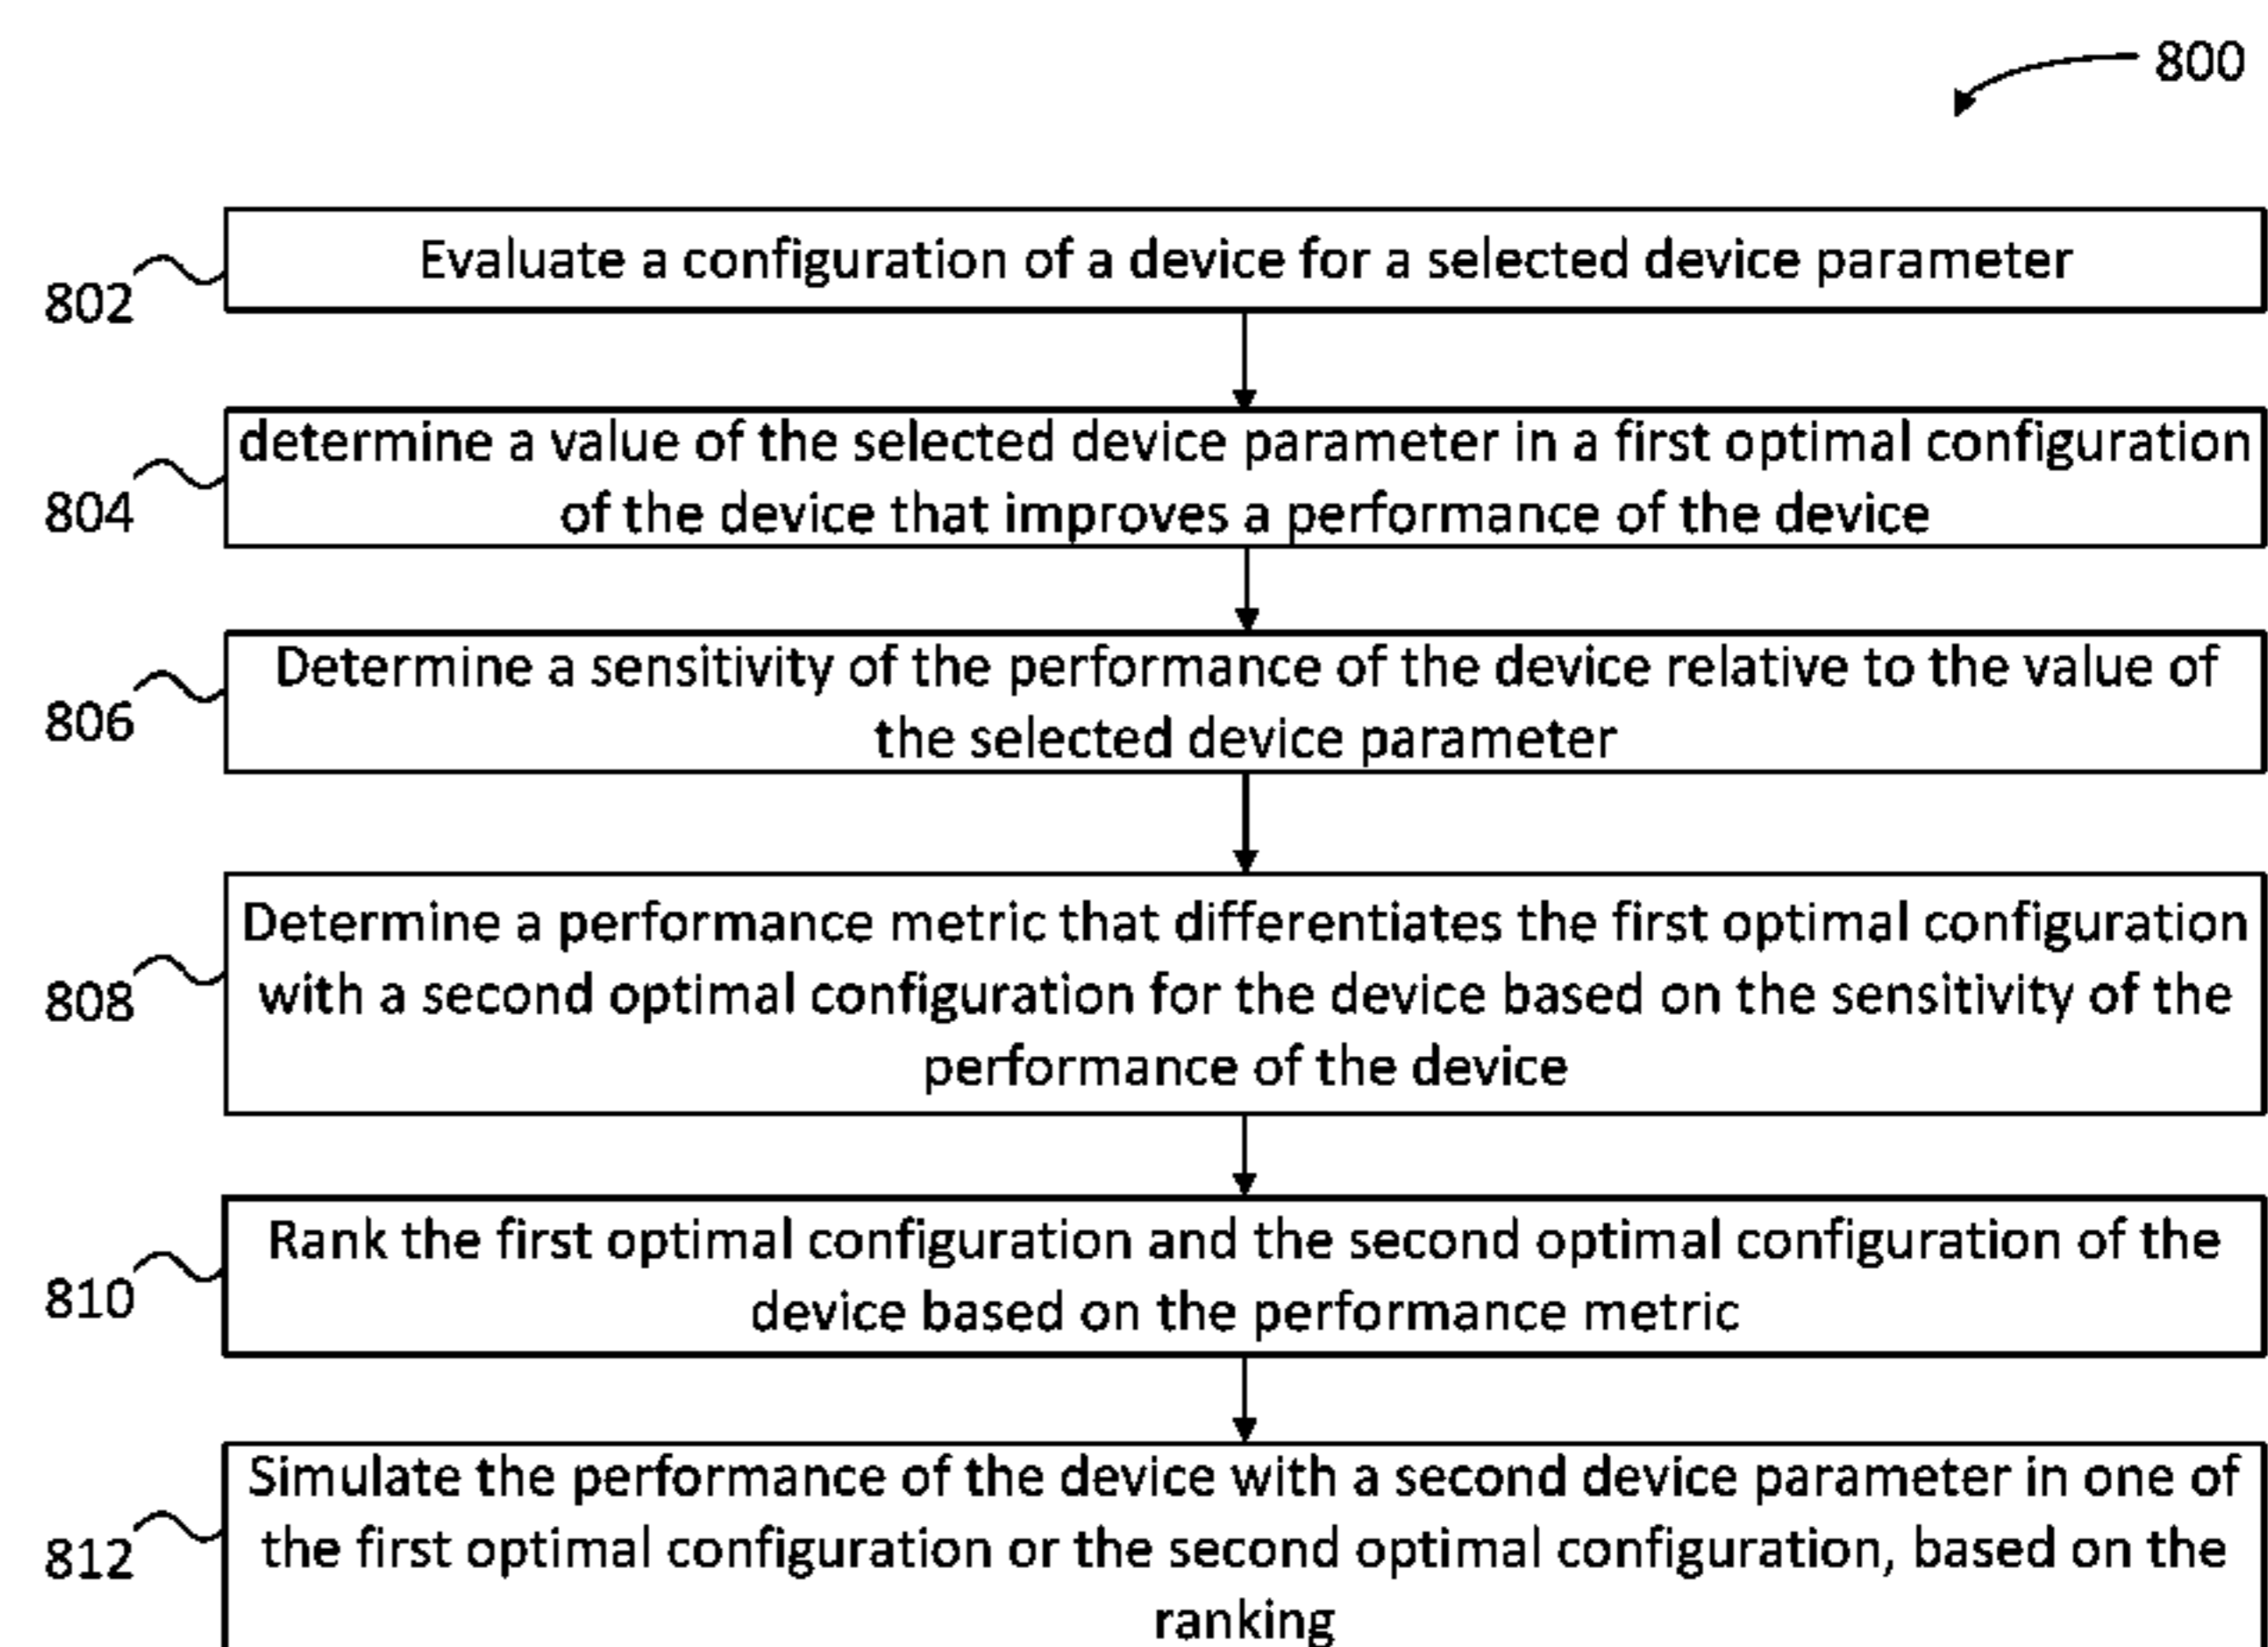 800
802
Evaluate a configuration of a device for a selected device parameter
804
determine a value of the selected device parameter in a first optimal configuration
of the device that improves a performance of the device
806
Determine a sensitivity of the performance of the device relative to the value of
the selected device parameter
808
Determine a performance metric that differentiates the first optimal configuration
with a second optimal configuration for the device based on the sensitivity of the
performance of the device
810
Rank the first optimal configuration and the second optimal configuration of the
device based on the performance metric
812
Simulate the performance of the device with a second device parameter in one of
the first optimal configuration or the second optimal configuration, based on the
ranking